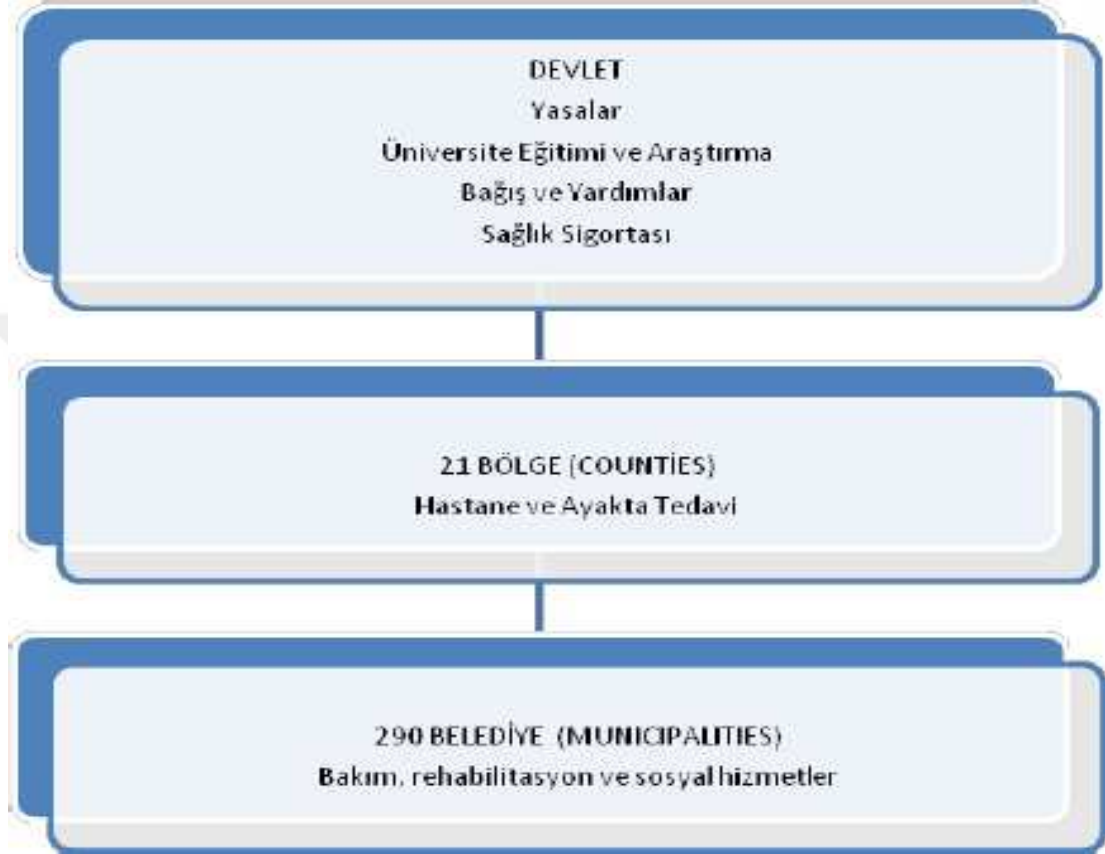 DEVLET
Yasalar
Üniversite Eğitimi ve Araştırma
Bağış ve Yardımlar
Sağlık Sigortası
21 BÖLGE (COUNTİES)
Hastane ve Ayakta Tedavi
290 BELEDİYE (MUNICIPALITIES)
Bakım, rehabilitasyon ve sosyal hizmetler